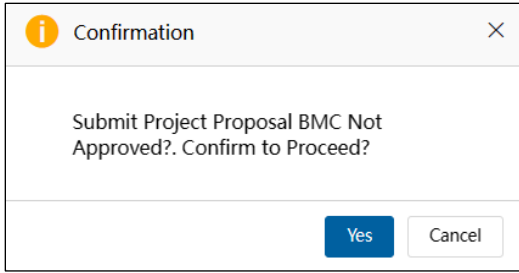 Confirmation
Submit Project Proposal BMC Not
Approved?. Confirm to Proceed?
Yes Cancel